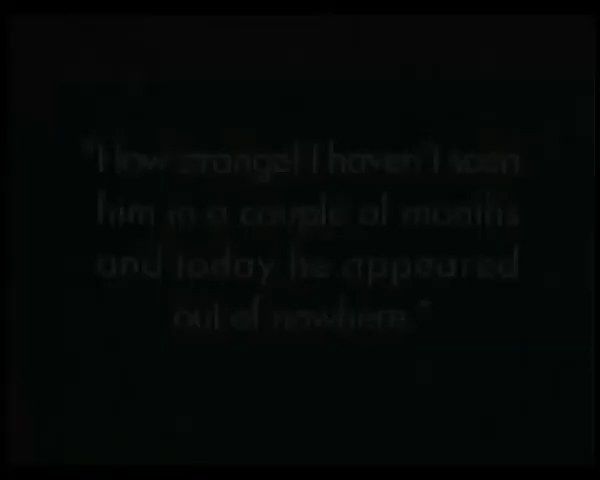 "How strange! I haven't seen
him in a couple of months
and today he appeared
out of nowhere."